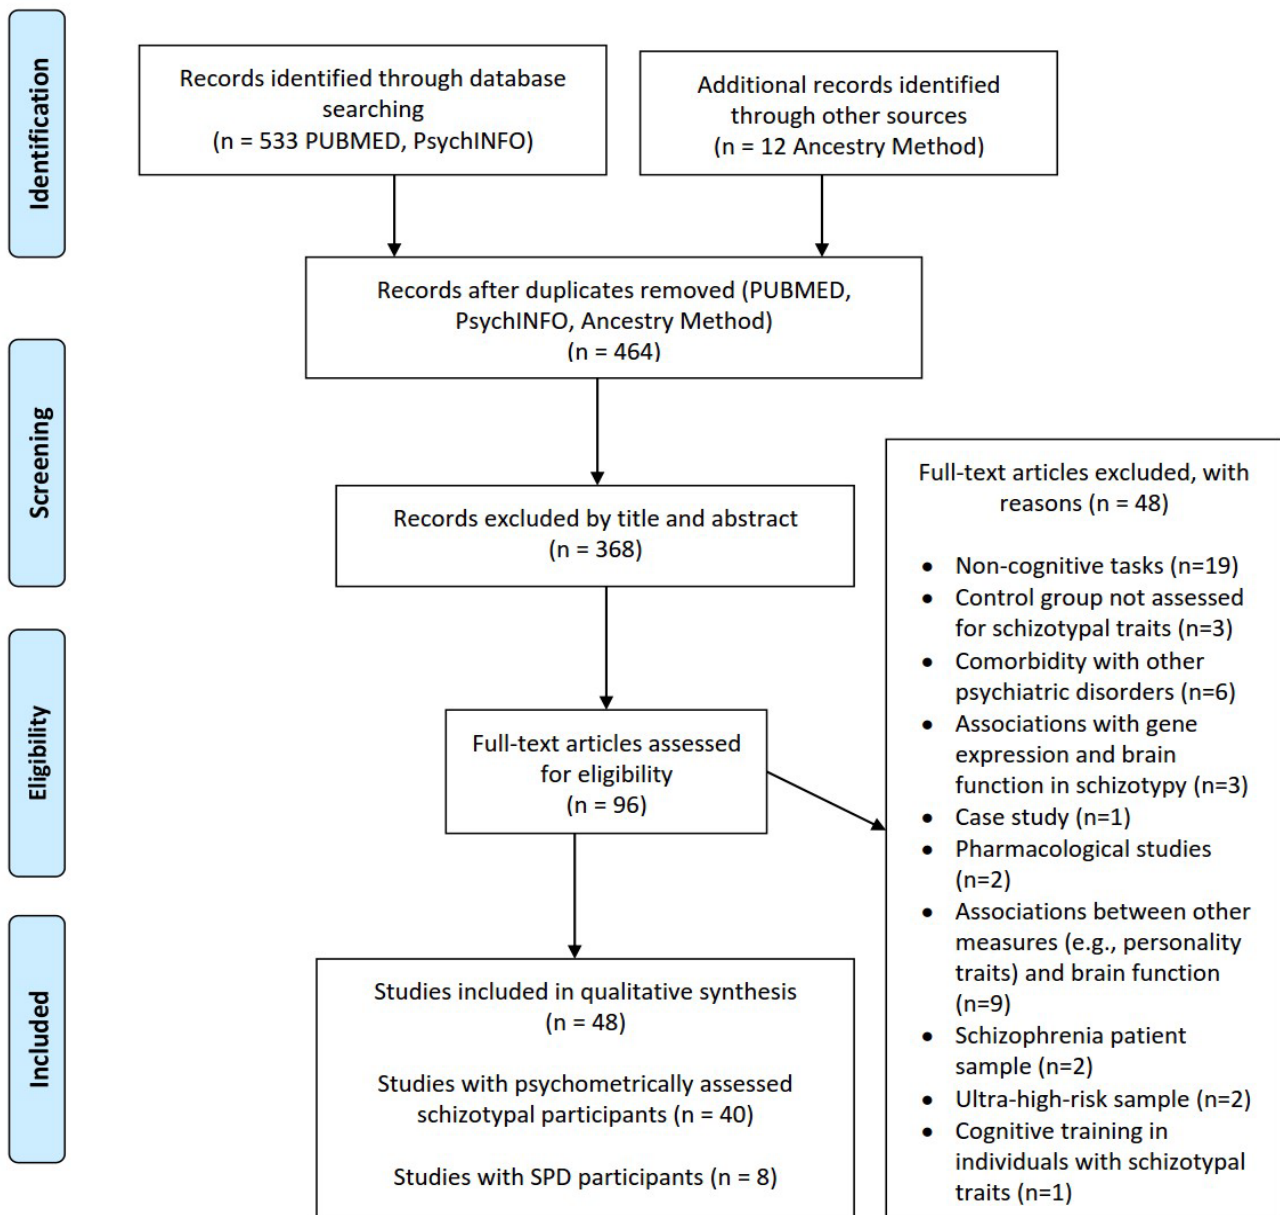 Identification
Records identified through database
searching
(n = 533 PUBMED, PsychINFO)
Additional records identified
through other sources
(n = 12 Ancestry Method)
Records after duplicates removed (PUBMED,
PsychINFO, Ancestry Method)
(n = 464)
Screening
Records excluded by title and abstract
(n = 368)
Eligibility
Full-text articles assessed
for eligibility
(n = 96)
Full-text articles excluded, with
reasons (n = 48)
• Non-cognitive tasks (n=19)
• Control group not assessed
for schizotypal traits (n=3)
• Comorbidity with other
psychiatric disorders (n=6)
• Associations with gene
expression and brain
function in schizotypy (n=3)
• Case study (n=1)
• Pharmacological studies
(n=2)
• Associations between other
measures (e.g., personality
traits) and brain function
(n=9)
• Schizophrenia patient
sample (n=2)
• Ultra-high-risk sample (n=2)
• Cognitive training in
individuals with schizotypal
traits (n=1)
Included
Studies included in qualitative synthesis
(n = 48)
Studies with psychometrically assessed
schizotypal participants (n = 40)
Studies with SPD participants (n = 8)